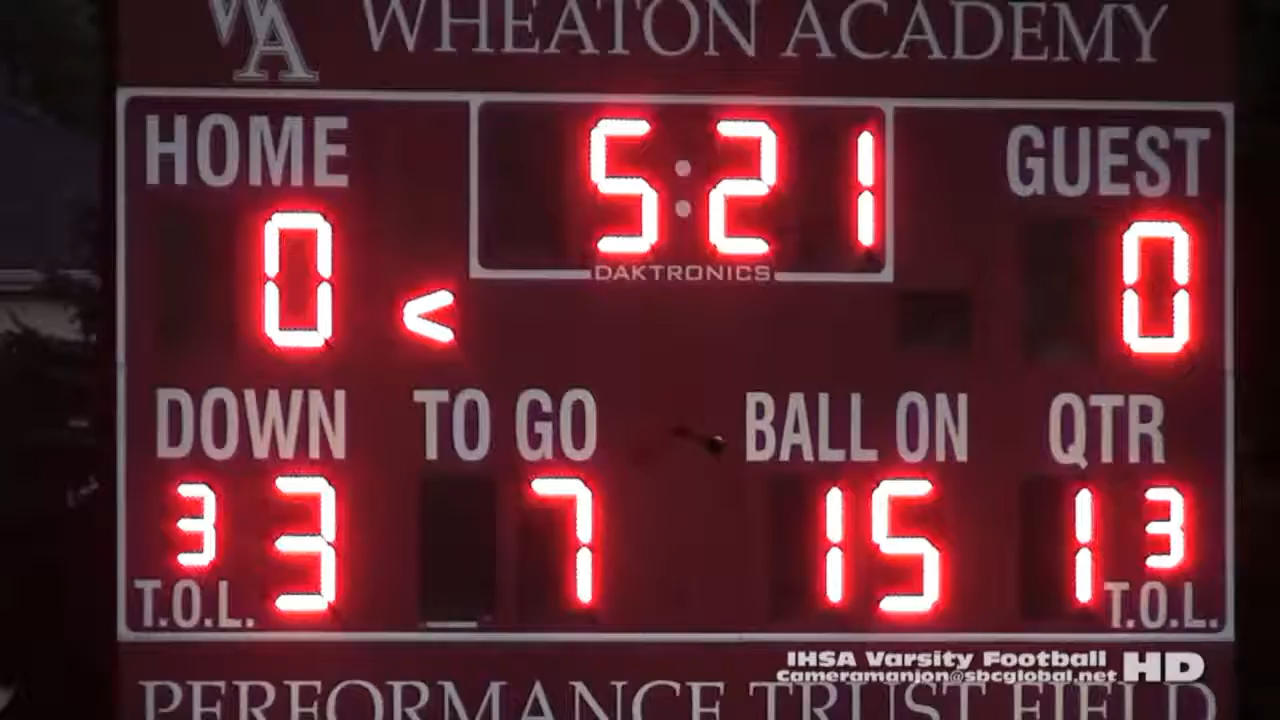 WA WHEATON ACADEMY
HOME 5:21 GUEST
DAKTRONICS
0 < 0
DOWN TO GO BALL ON QTR
3 3 7 15 1 3
T.O.L. T.O.L.
IHSA Varsity Football HD
cameramanjon@sbcglobal.net
PERFORMANCE TRUST FIELD